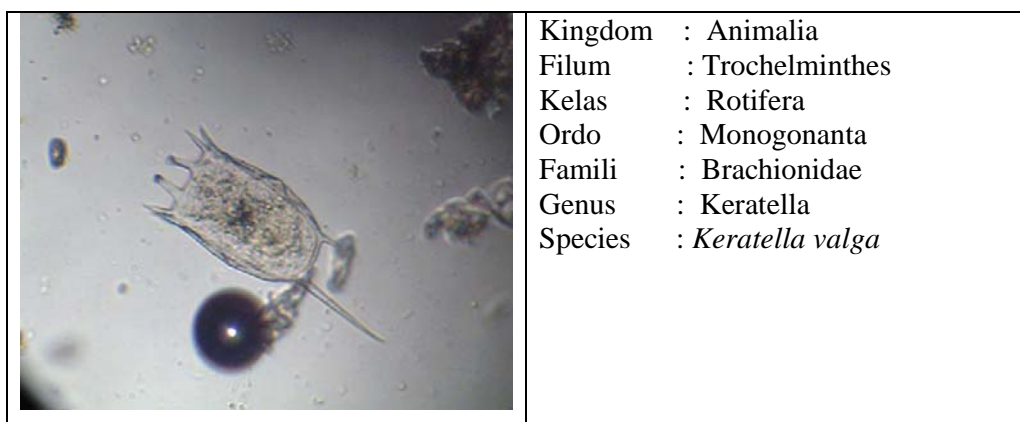 Kingdom : Animalia
Filum : Trochelminthes
Kelas : Rotifera
Ordo : Monogonanta
Famili : Brachionidae
Genus : Keratella
Species : Keratella valga